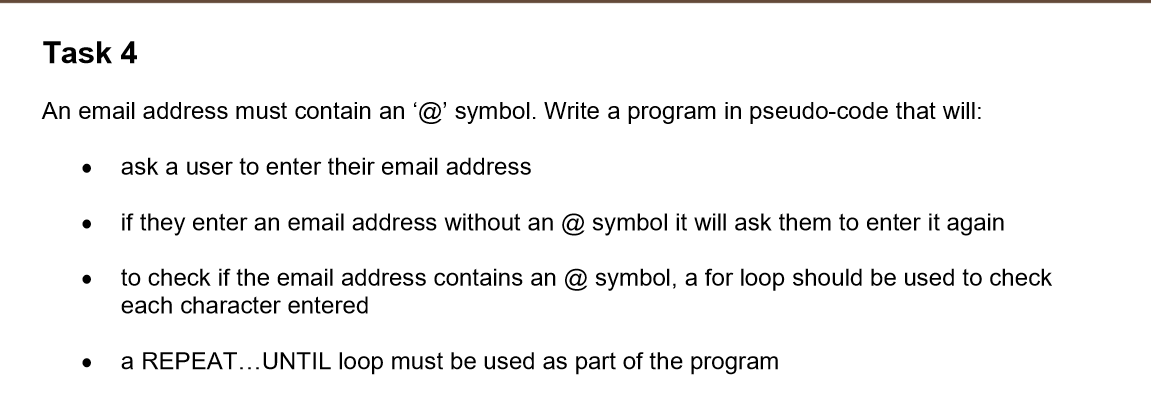 Task 4
An email address must contain an ‘@’ symbol. Write a program in pseudo-code that will:
• ask a user to enter their email address
• if they enter an email address without an @ symbol it will ask them to enter it again
• to check if the email address contains an @ symbol, a for loop should be used to check
each character entered
• a REPEAT…UNTIL loop must be used as part of the program